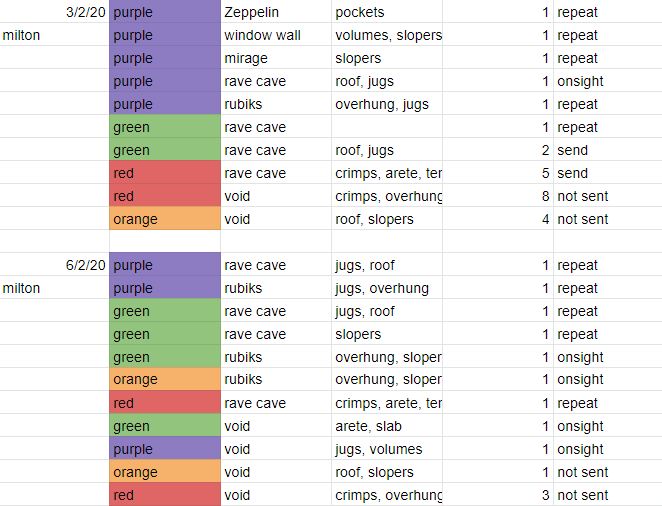 3/2/20 purple Zeppelin pockets 1 repeat
milton purple window wall volumes, slopers 1 repeat
purple mirage slopers 1 repeat
purple rave cave roof, jugs 1 onsight
purple rubiks overhung, jugs 1 repeat
green rave cave 1 repeat
green rave cave roof, jugs 2 send
red rave cave crimps, arete, ter 5 send
red void crimps, overhung 8 not sent
orange void roof, slopers 4 not sent
6/2/20 purple rave cave jugs, roof 1 repeat
milton purple rubiks jugs, overhung 1 repeat
green rave cave jugs, roof 1 repeat
green rave cave slopers 1 repeat
green rubiks overhung, sloper 1 onsight
orange rubiks overhung, sloper 1 onsight
red rave cave crimps, arete, ter 1 repeat
green void arete, slab 1 onsight
purple void jugs, volumes 1 onsight
orange void roof, slopers 1 not sent
red void crimps, overhung 3 not sent